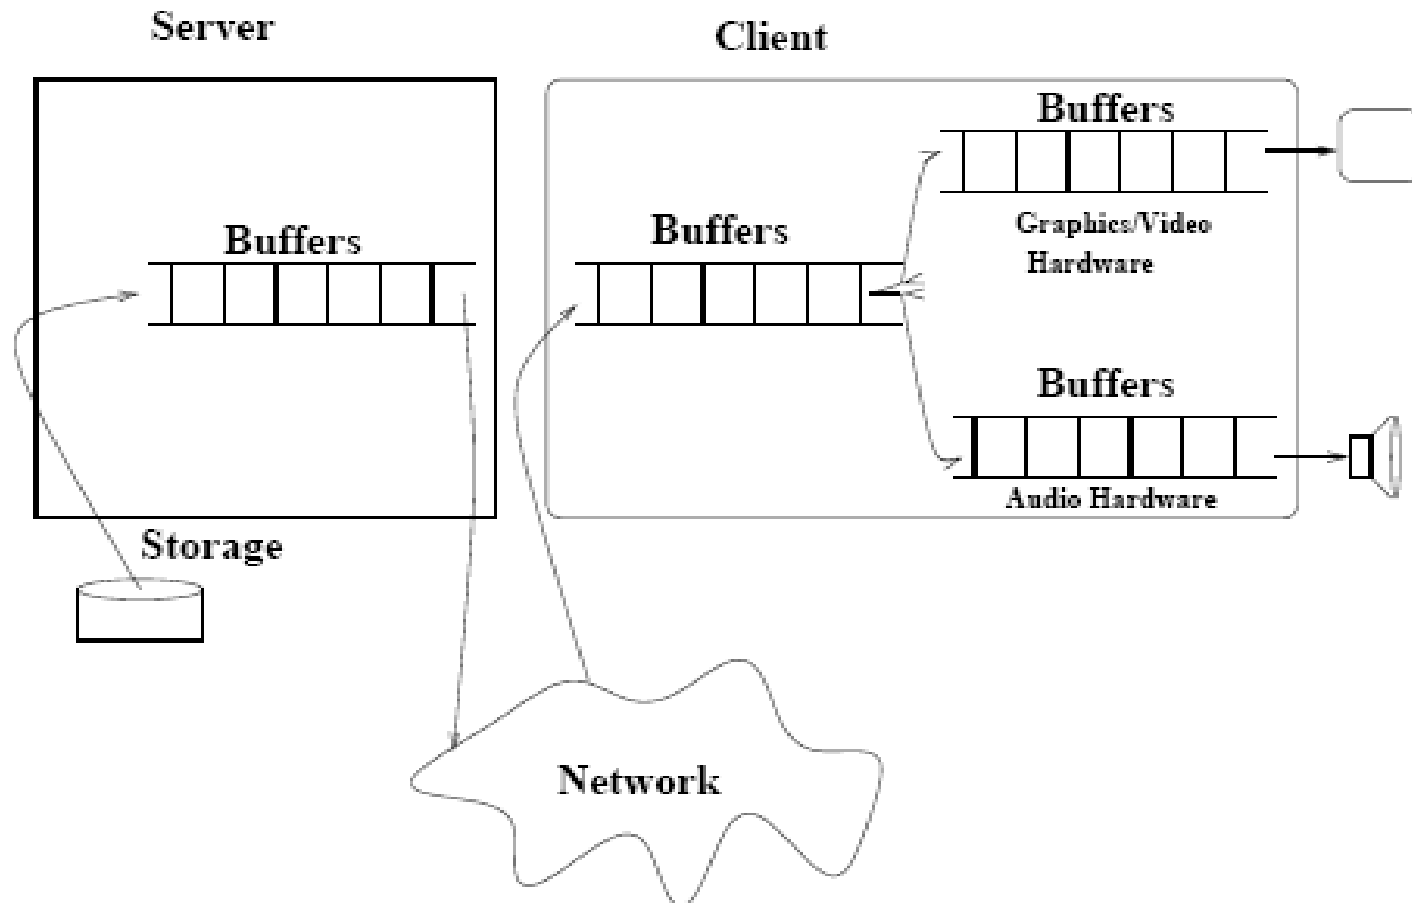 Server
Client
Buffers
Buffers
Buffers
Graphics/Video
Hardware
Buffers
Audio Hardware
Storage
Network